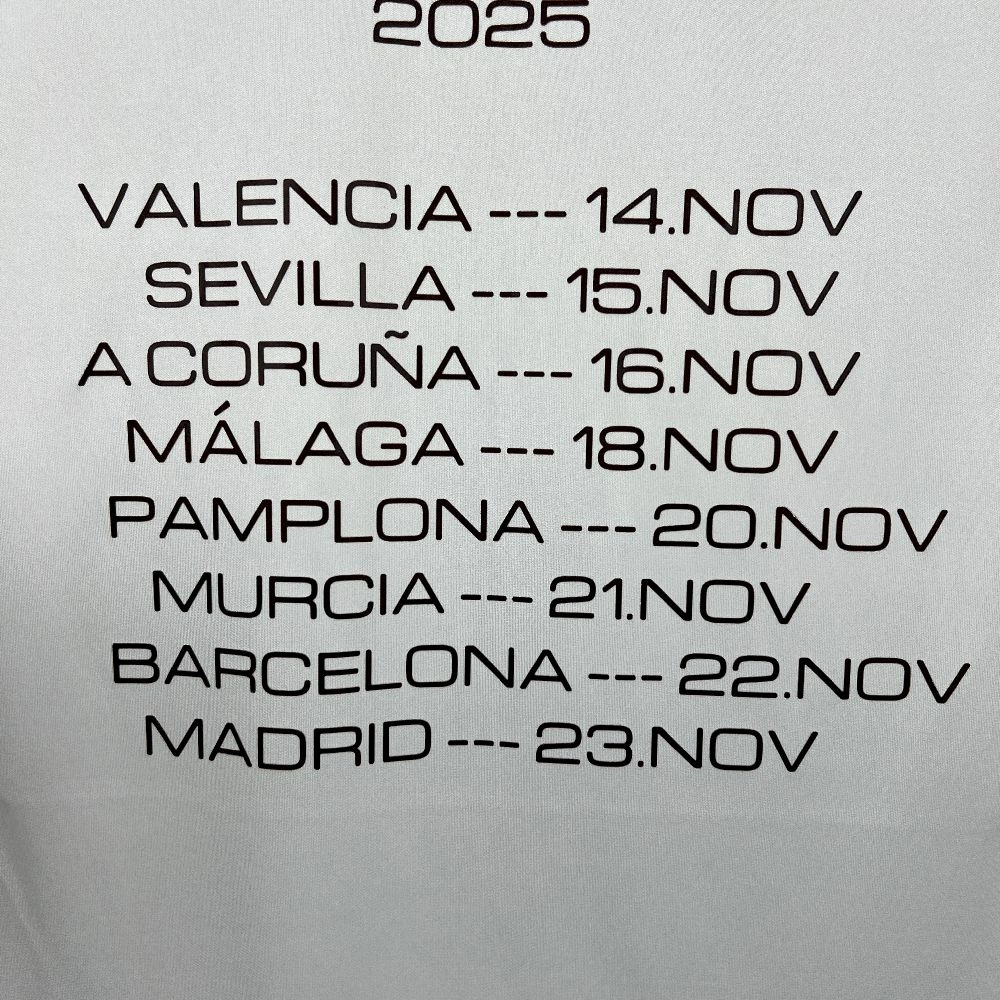 2025
VALENCIA --- 14.NOV
SEVILLA --- 15.NOV
A CORUÑA --- 16.NOV
MÁLAGA --- 18.NOV
PAMPLONA --- 20.NOV
MURCIA --- 21.NOV
BARCELONA --- 22.NOV
MADRID --- 23.NOV